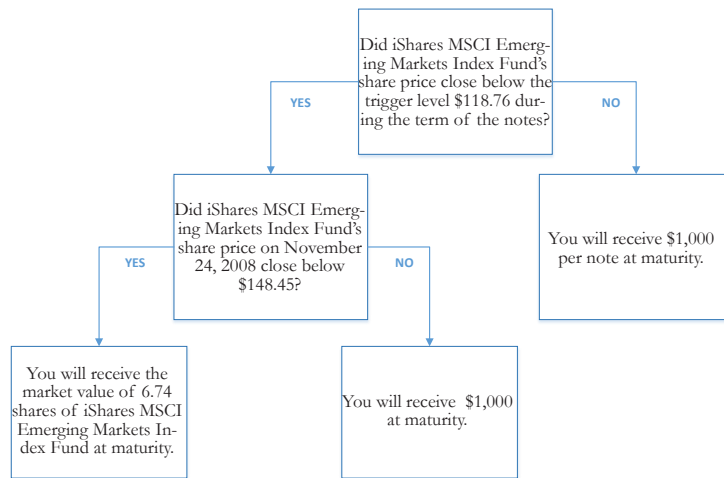 Did iShares MSCI Emerg-
ing Markets Index Fund's
share price close below the
trigger level $118.76 dur-
ing the term of the notes?
YES
NO
Did iShares MSCI Emerg-
ing Markets Index Fund's
share price on November
24, 2008 close below
$148.45?
You will receive $1,000
per note at maturity.
YES
NO
You will receive the
market value of 6.74
shares of iShares MSCI
Emerging Markets In-
dex Fund at maturity.
You will receive $1,000
at maturity.